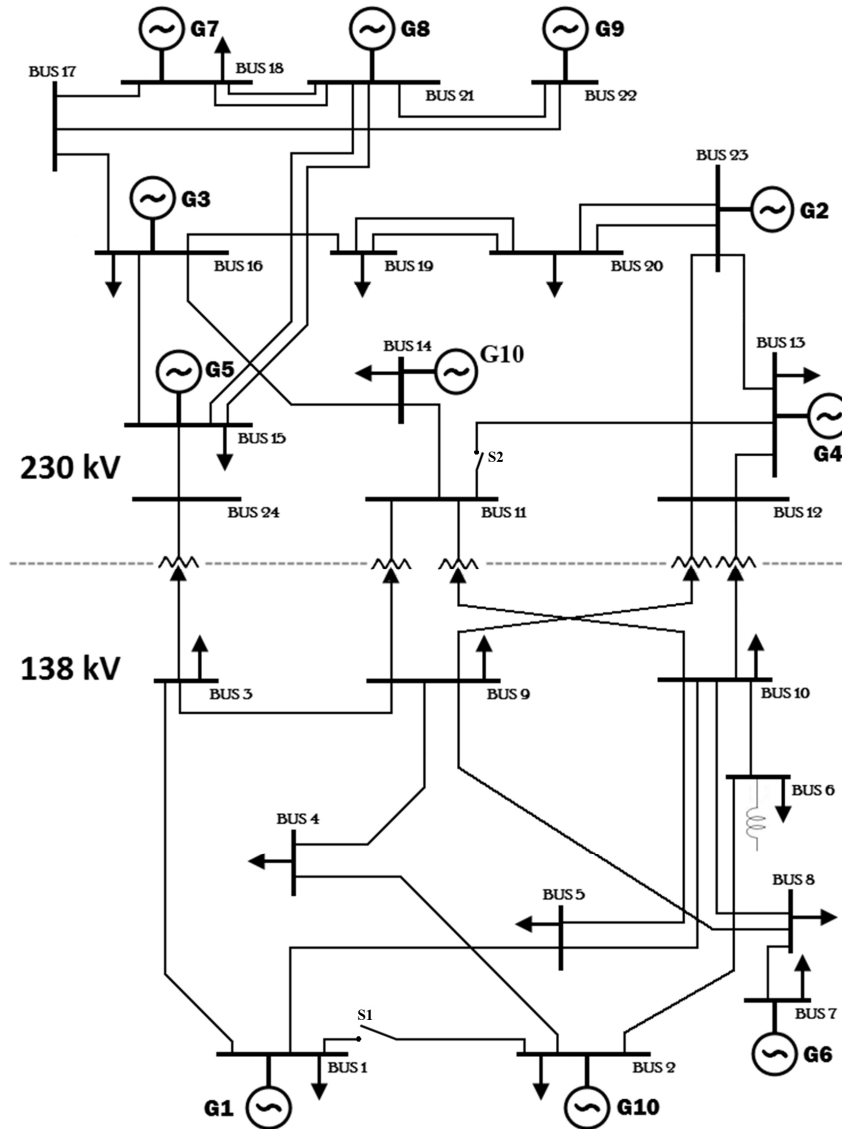 G7
G8
G9
BUS 17
BUS 18
BUS 21
BUS 22
BUS 23
G3
G2
BUS 16
BUS 19
BUS 20
BUS 14
G10
BUS 13
G5
BUS 15
G4
S2
230 kV
BUS 24
BUS 11
BUS 12
138 kV
BUS 3
BUS 9
BUS 10
BUS 6
BUS 4
BUS 8
BUS 5
BUS 7
S1
G6
BUS 1
BUS 2
G1
G10